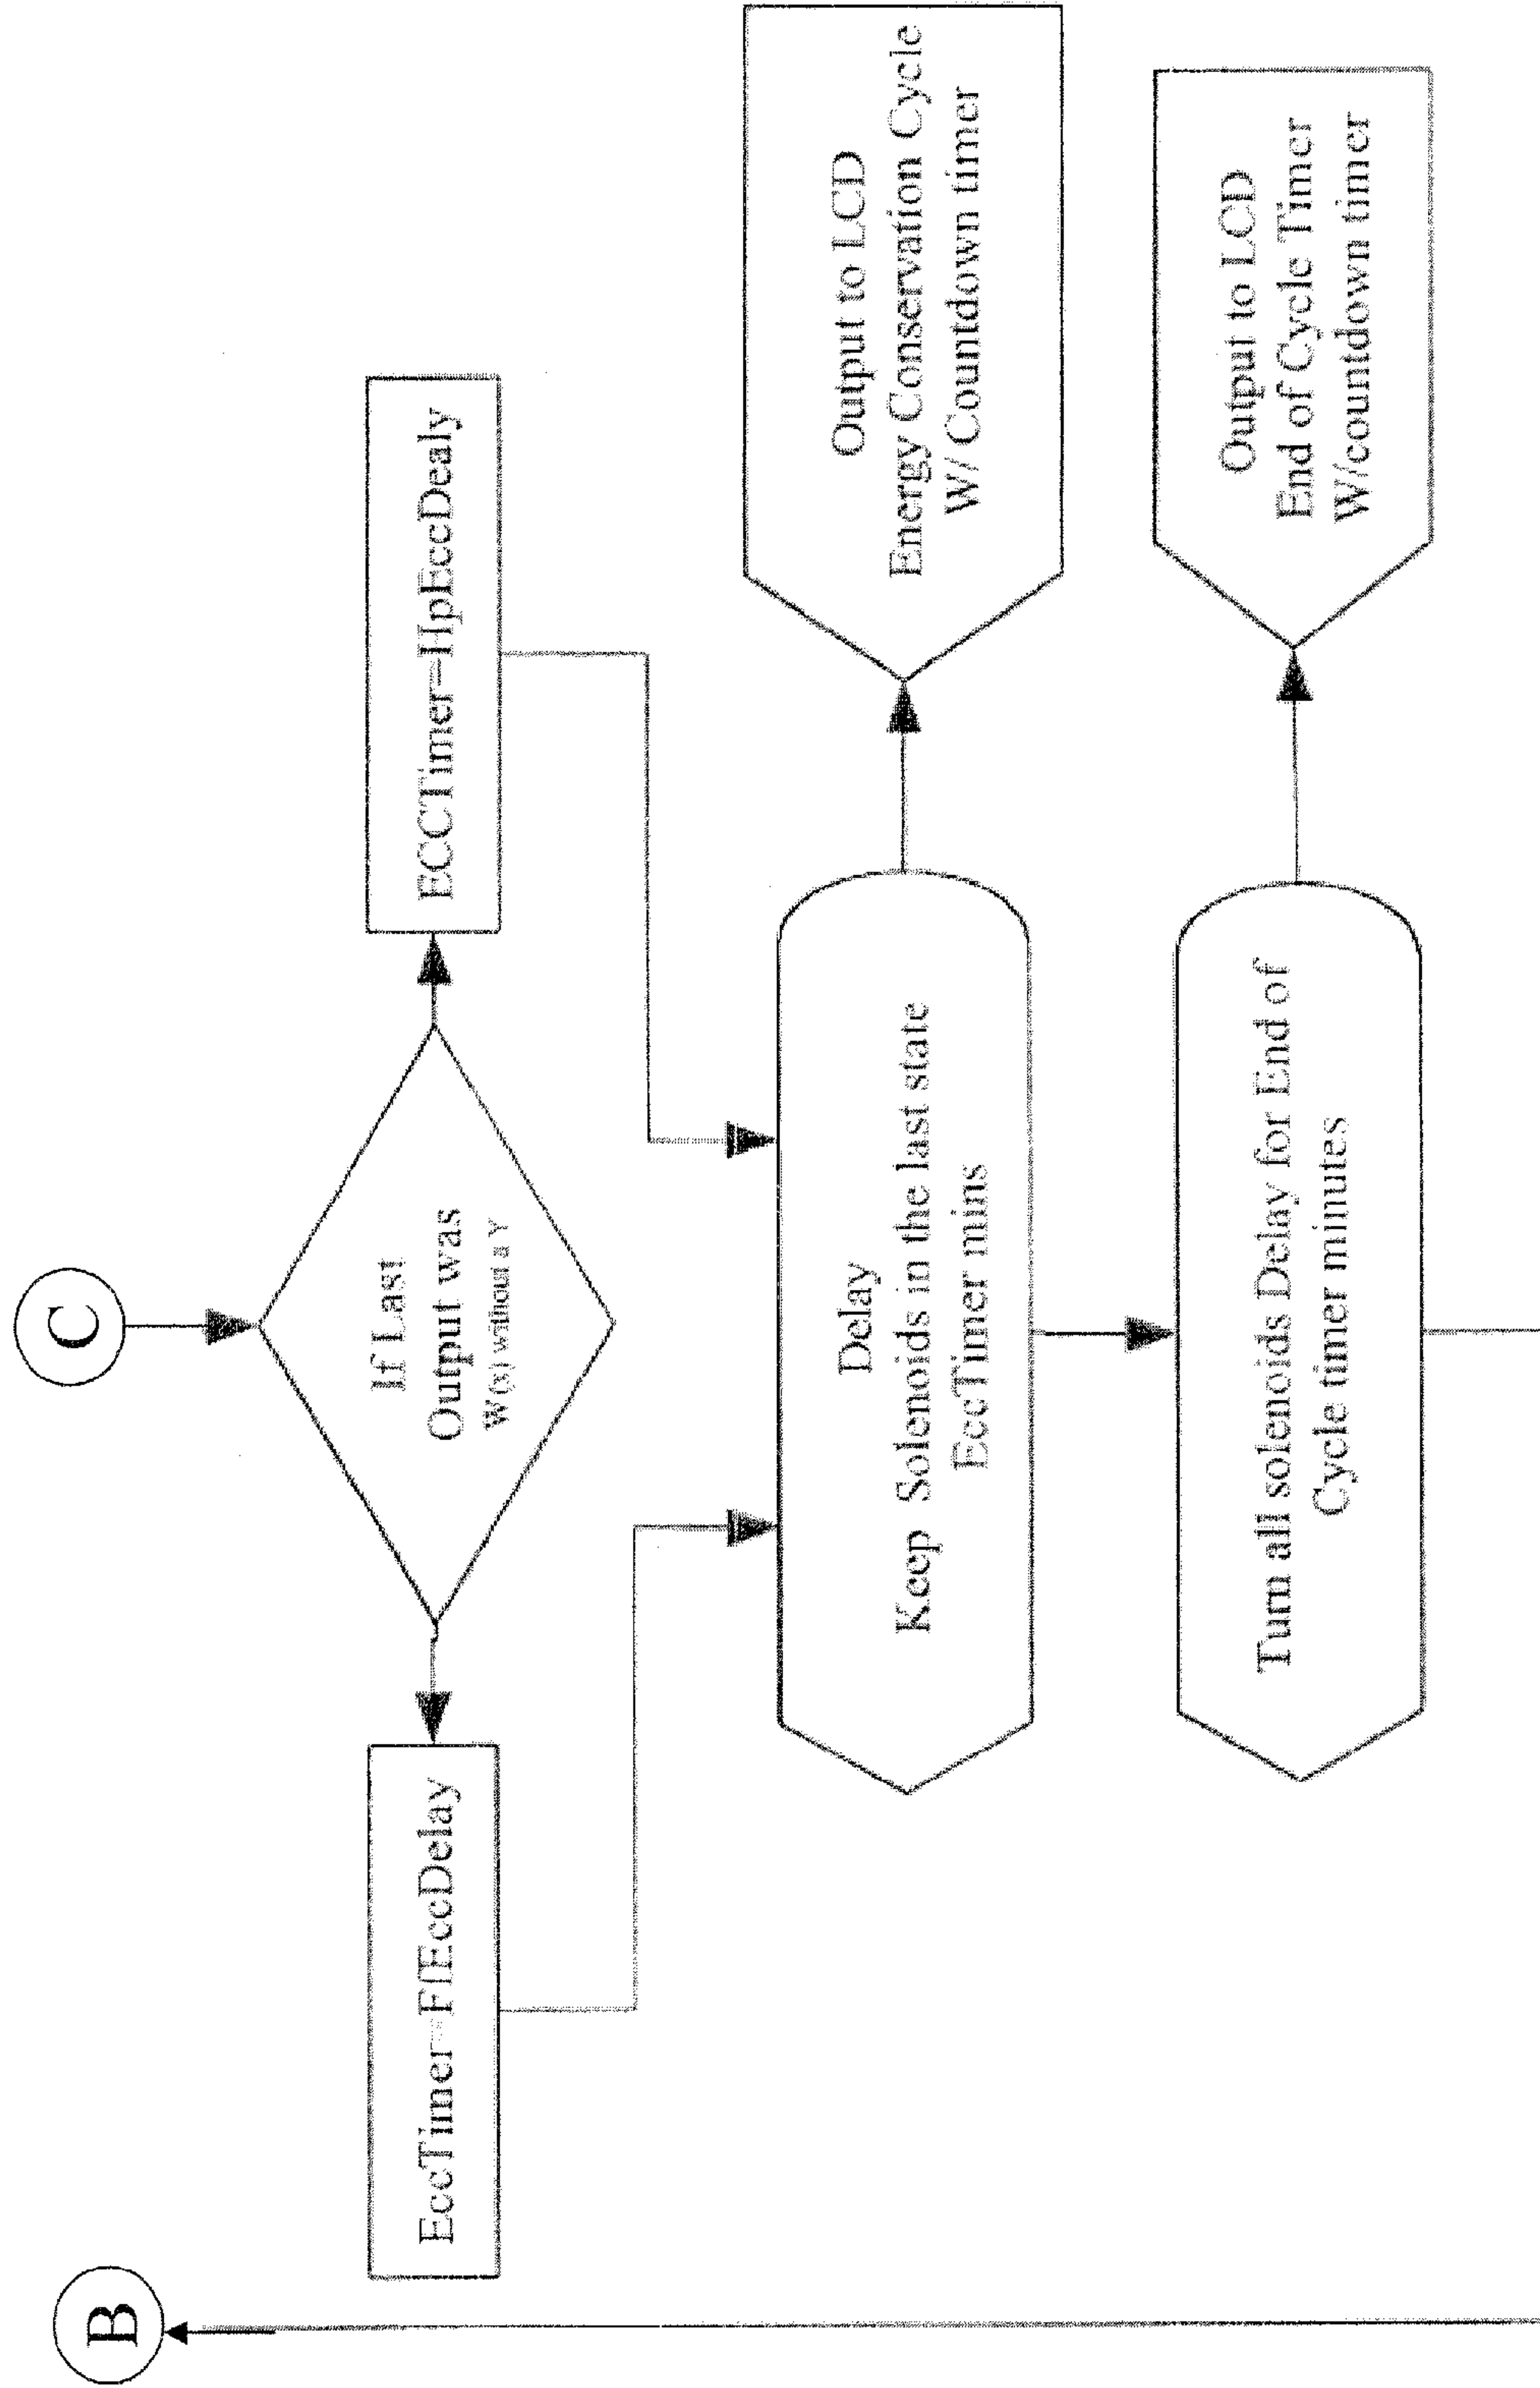 C
B
If Last
Output was
W(s) without a Y
EccTimer=FfEccDelay
ECCTimer=HpEccDealy
Delay
Keep Solenoids in the last state
EccTimer mins
Output to LCD
Energy Conservation Cycle
W/ Countdown timer
Turn all solenoids Delay for End of
Cycle timer minutes
Output to LCD
End of Cycle Timer
W/countdown timer